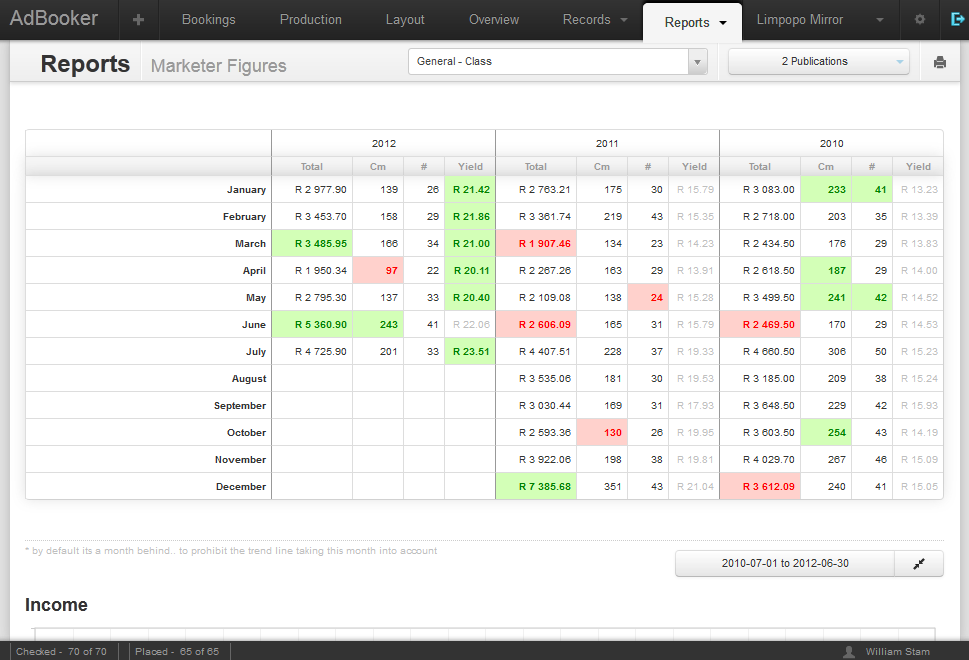 AdBooker + Bookings Production Layout Overview Records Reports Limpopo Mirror
Reports Marketer Figures General - Class 2 Publications
2012 2011 2010
Total Cm # Yield Total Cm # Yield Total Cm # Yield
January R 2 977.90 139 26 R 21.42 R 2 763.21 175 30 R 15.79 R 3 083.00 233 41 R 13.23
February R 3 453.70 158 29 R 21.86 R 3 361.74 219 43 R 15.35 R 2 718.00 203 35 R 13.39
March R 3 485.95 166 34 R 21.00 R 1 907.46 134 23 R 14.23 R 2 434.50 176 29 R 13.83
April R 1 950.34 97 22 R 20.11 R 2 267.26 163 29 R 13.91 R 2 618.50 187 29 R 14.00
May R 2 795.30 137 33 R 20.40 R 2 109.08 138 24 R 15.28 R 3 499.50 241 42 R 14.52
June R 5 360.90 243 41 R 22.06 R 2 606.09 165 31 R 15.79 R 2 469.50 170 29 R 14.53
July R 4 725.90 201 33 R 23.51 R 4 407.51 228 37 R 19.33 R 4 660.50 306 50 R 15.23
August R 3 535.06 181 30 R 19.53 R 3 185.00 209 38 R 15.24
September R 3 030.44 169 31 R 17.93 R 3 648.50 229 42 R 15.93
October R 2 593.36 130 26 R 19.95 R 3 603.50 254 43 R 14.19
November R 3 922.06 198 38 R 19.81 R 4 029.70 267 46 R 15.09
December R 7 385.68 351 43 R 21.04 R 3 612.09 240 41 R 15.05
* by default its a month behind.. to prohibit the trend line taking this month into account
2010-07-01 to 2012-06-30
Income
Checked - 70 of 70 Placed - 65 of 65 William Stam